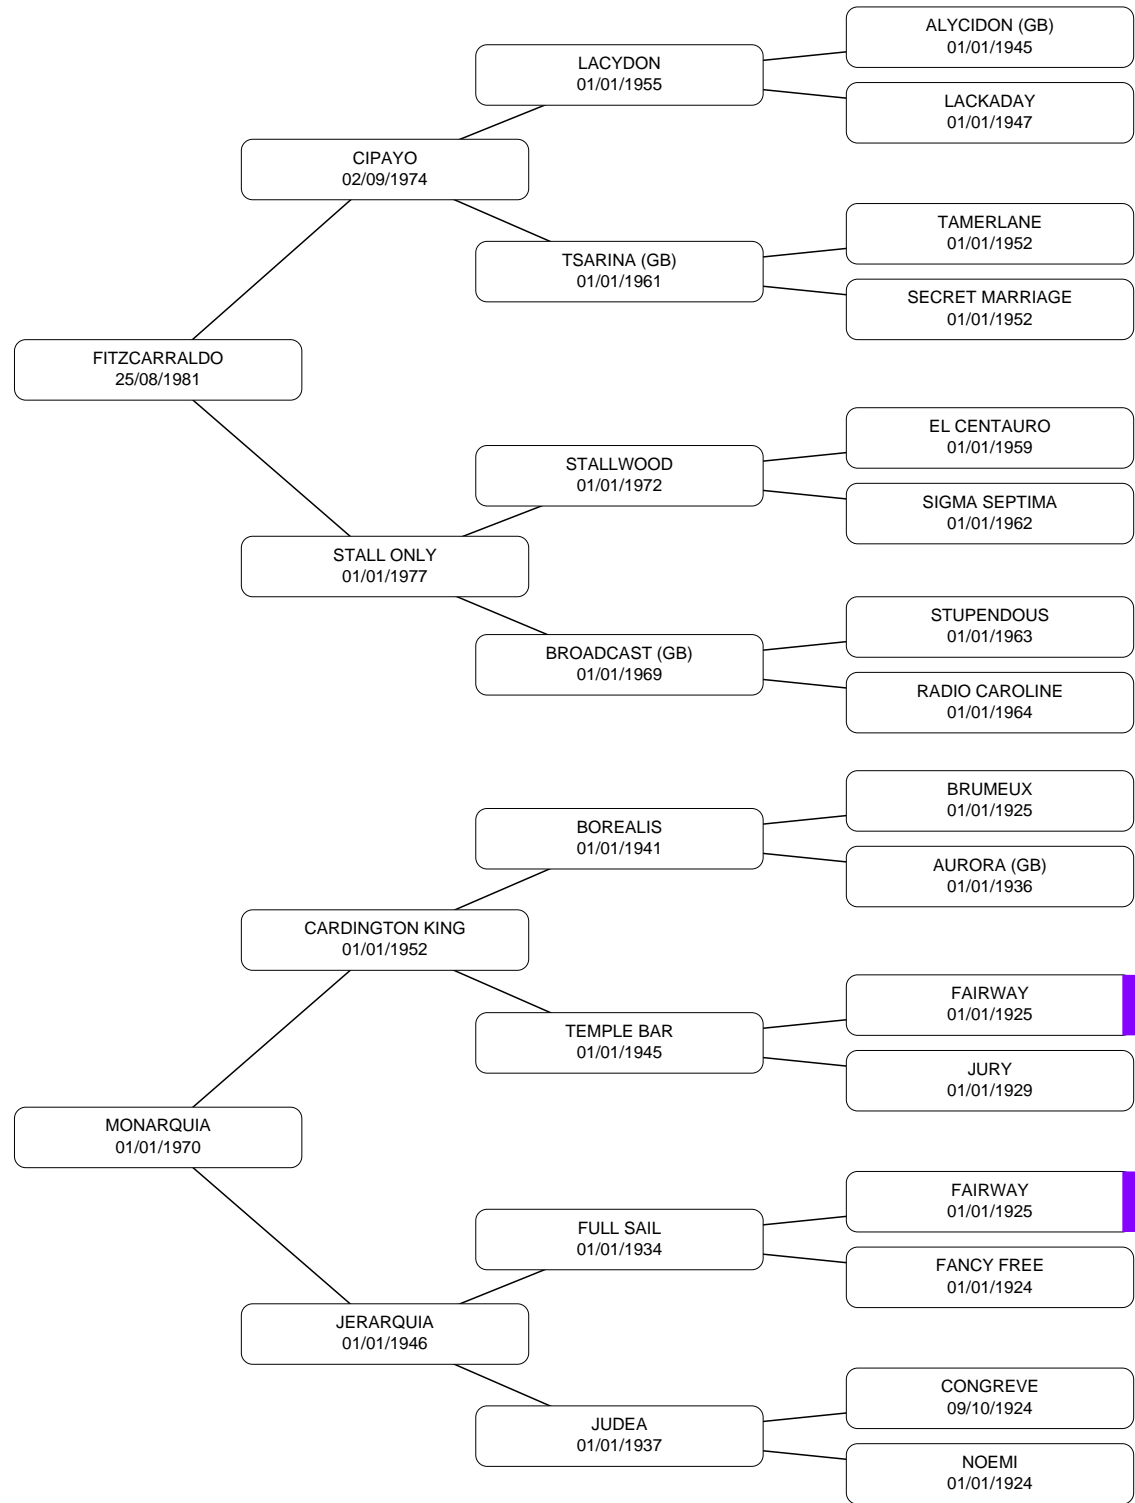 ALYCIDON (GB)
01/01/1945
LACYDON
01/01/1955
LACKADAY
01/01/1947
CIPAYO
02/09/1974
TAMERLANE
01/01/1952
TSARINA (GB)
01/01/1961
SECRET MARRIAGE
01/01/1952
FITZCARRALDO
25/08/1981
EL CENTAURO
01/01/1959
STALLWOOD
01/01/1972
SIGMA SEPTIMA
01/01/1962
STALL ONLY
01/01/1977
STUPENDOUS
01/01/1963
BROADCAST (GB)
01/01/1969
RADIO CAROLINE
01/01/1964
BRUMEUX
01/01/1925
BOREALIS
01/01/1941
AURORA (GB)
01/01/1936
CARDINGTON KING
01/01/1952
FAIRWAY
01/01/1925
TEMPLE BAR
01/01/1945
JURY
01/01/1929
MONARQUIA
01/01/1970
FAIRWAY
01/01/1925
FULL SAIL
01/01/1934
FANCY FREE
01/01/1924
JERARQUIA
01/01/1946
CONGREVE
09/10/1924
JUDEA
01/01/1937
NOEMI
01/01/1924